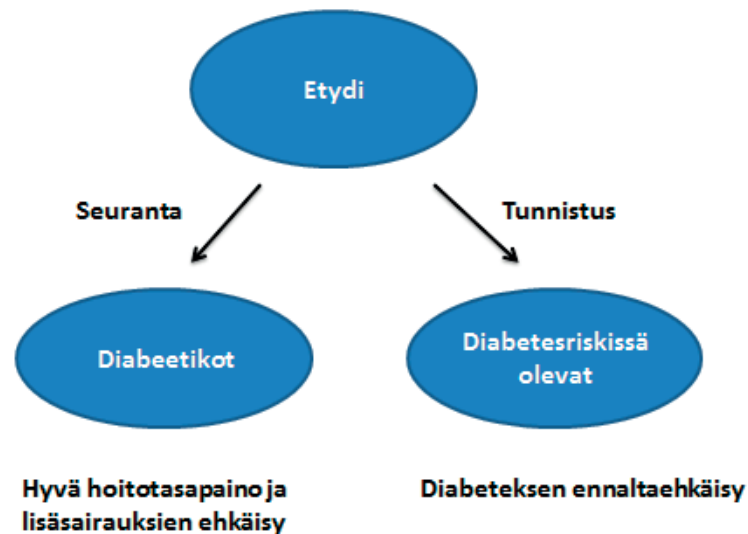 Etydi
Seuranta
Tunnistus
Diabeetikot
Diabetesriskissä
olevat
Hyvä hoitotasapaino ja
lisäsairauksien ehkäisy
Diabeteksen ennaltaehkäisy